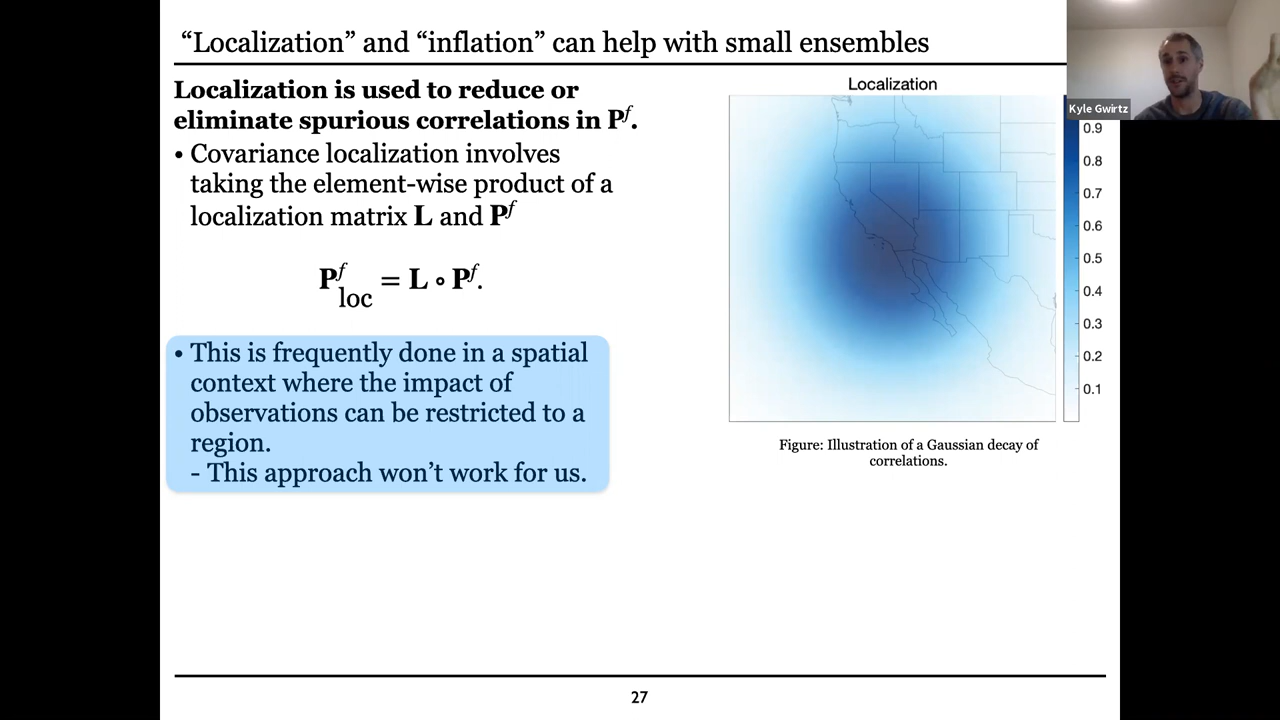 “Localization” and “inflation” can help with small ensembles
Localization is used to reduce or
eliminate spurious correlations in Pᶠ.
• Covariance localization involves
taking the element-wise product of a
localization matrix L and Pᶠ
Pᶠ_loc = L ∘ Pᶠ.
• This is frequently done in a spatial
context where the impact of
observations can be restricted to a
region.
- This approach won’t work for us.
Localization
Kyle Gwirtz
0.9
0.8
0.7
0.6
0.5
0.4
0.3
0.2
0.1
Figure: Illustration of a Gaussian decay of
correlations.
27